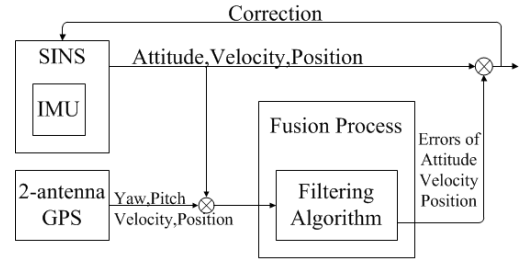 Correction
SINS
Attitude,Velocity,Position
IMU
Fusion Process
Errors of
Attitude
Velocity
Position
2-antenna
GPS
Yaw,Pitch
Velocity,Position
Filtering
Algorithm